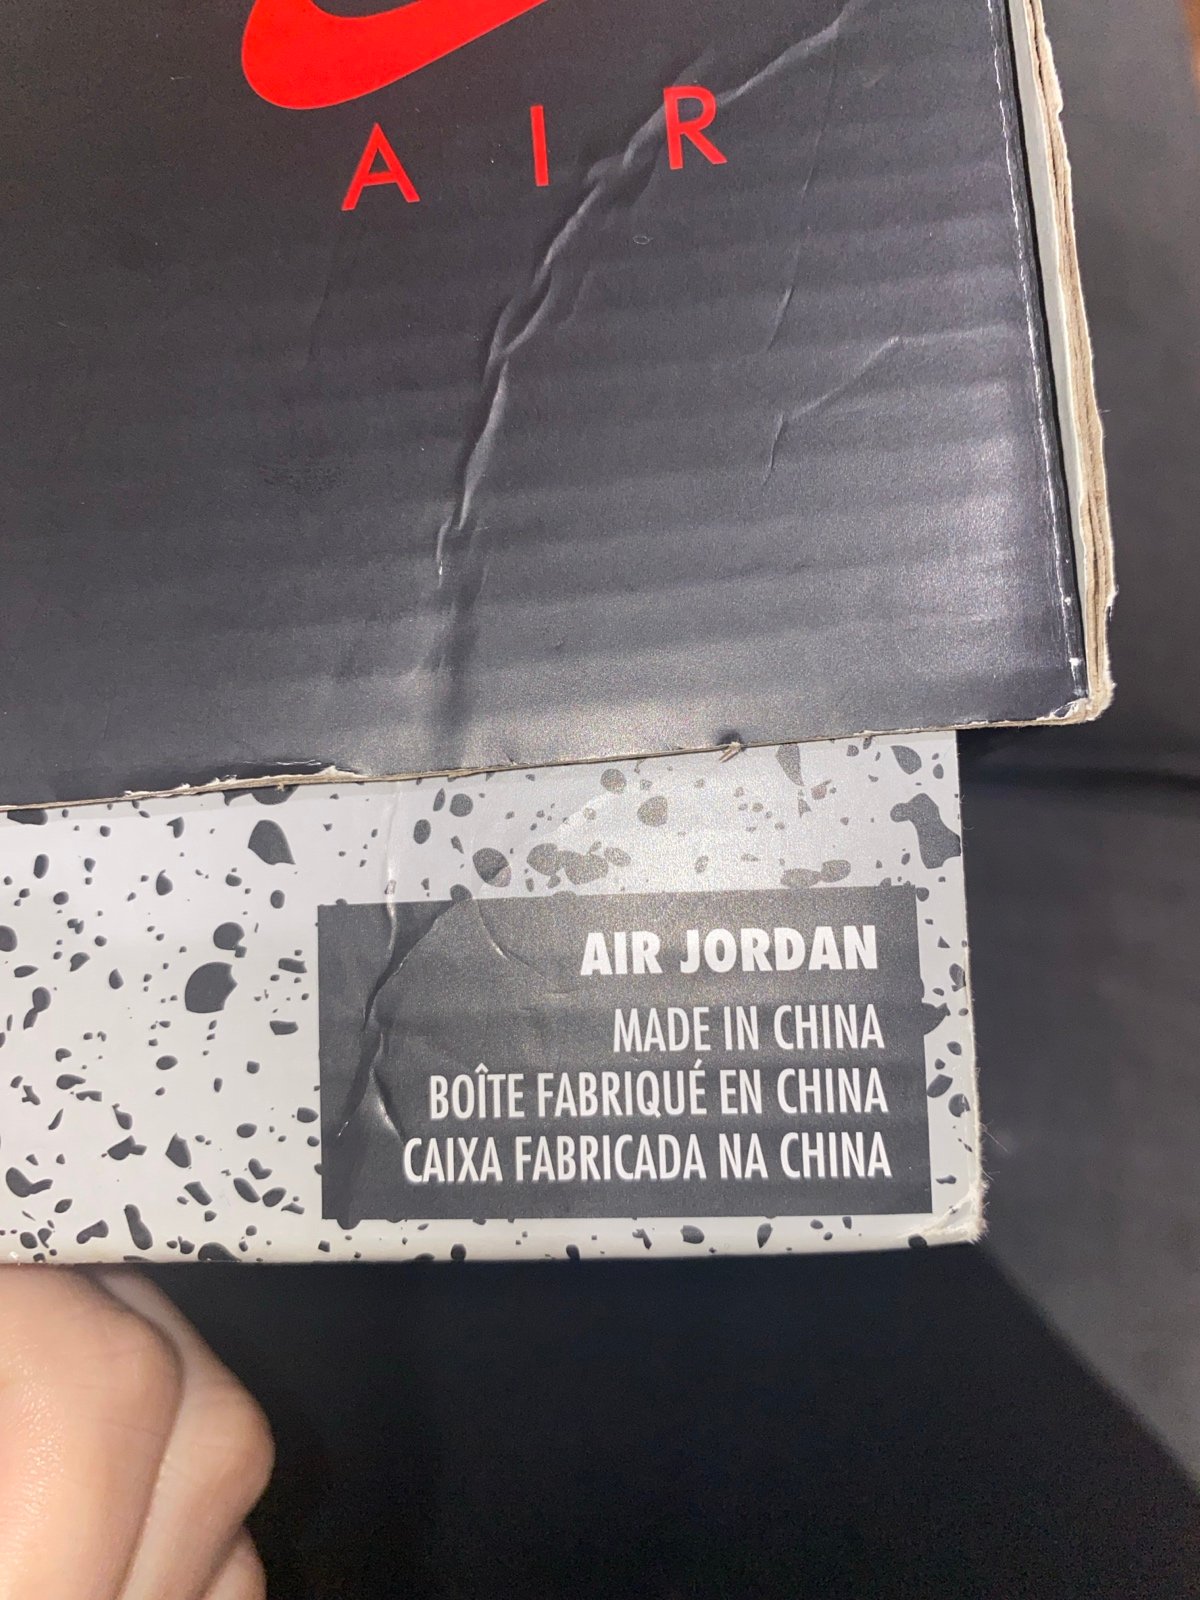 AIR
AIR JORDAN
MADE IN CHINA
BOÎTE FABRIQUÉ EN CHINA
CAIXA FABRICADA NA CHINA